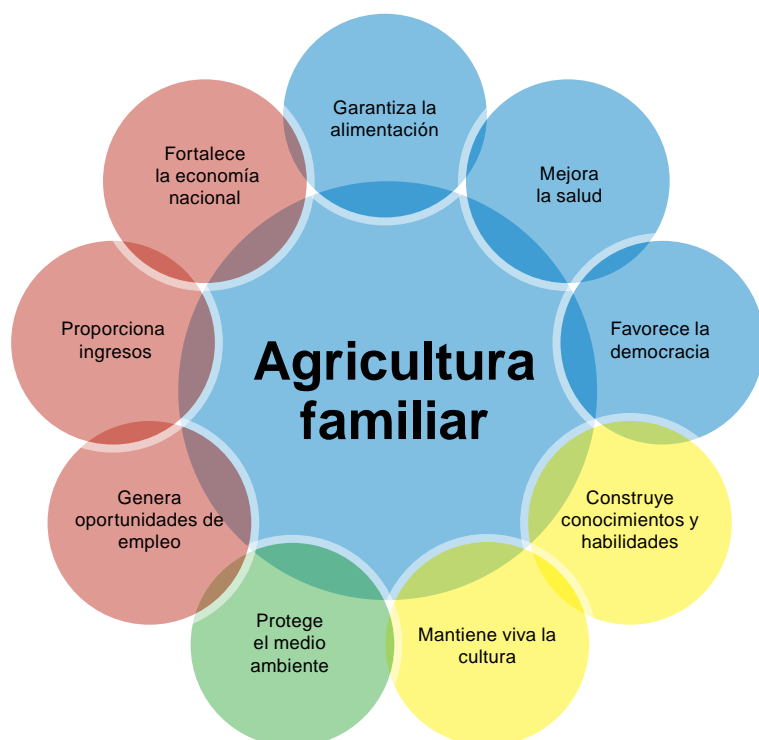 Garantiza la
alimentación
Mejora
la salud
Favorece la
democracia
Construye
conocimientos y
habilidades
Mantiene viva la
cultura
Protege
el medio
ambiente
Genera
oportunidades de
empleo
Proporciona
ingresos
Fortalece
la economía
nacional
Agricultura
familiar